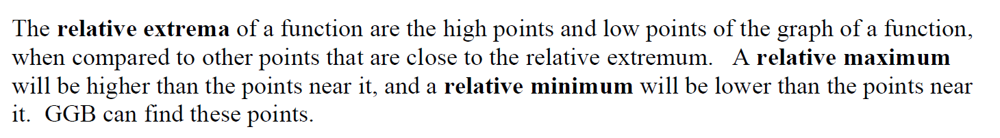 The relative extrema of a function are the high points and low points of the graph of a function,
when compared to other points that are close to the relative extremum.   A relative maximum
will be higher than the points near it, and a relative minimum will be lower than the points near
it.  GGB can find these points.